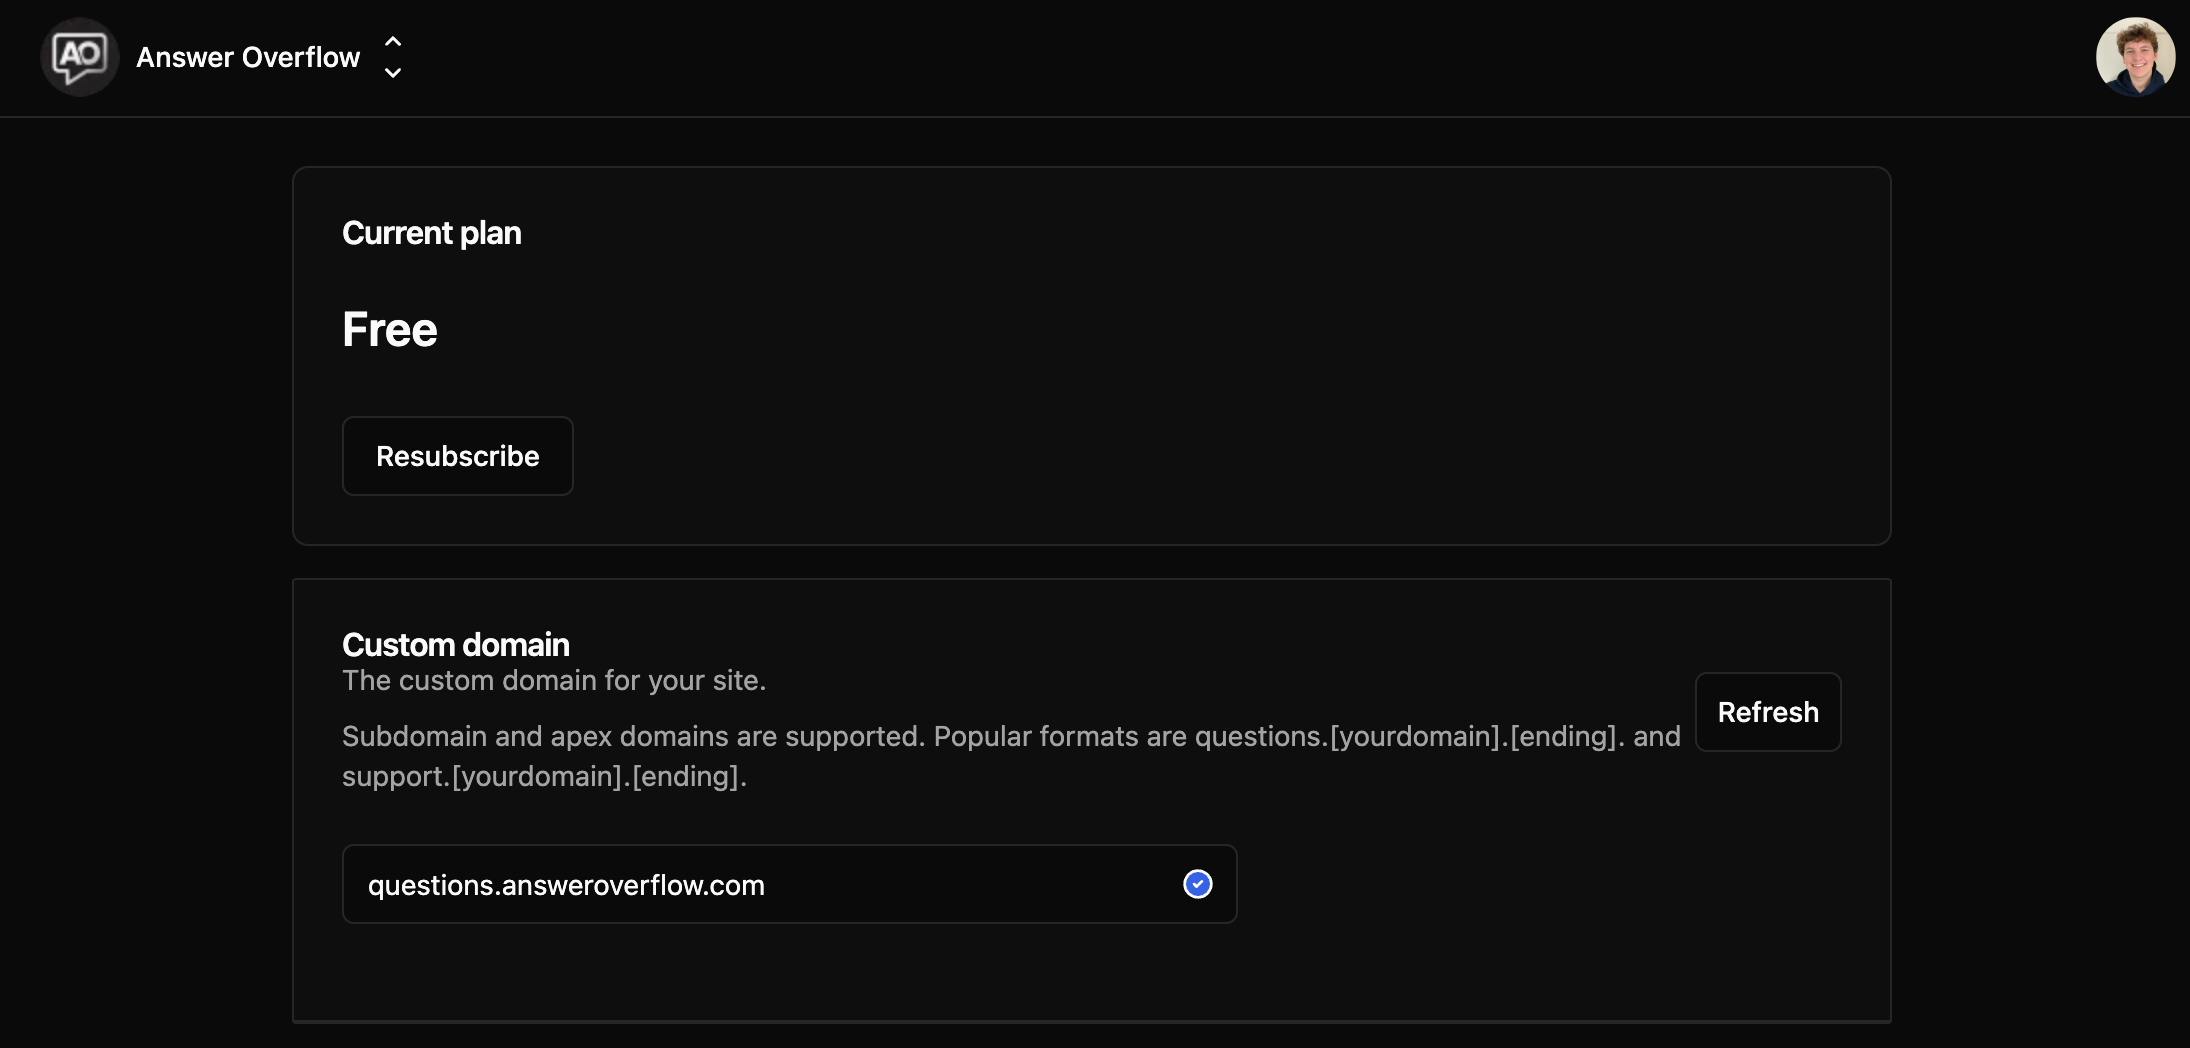 AO
Answer Overflow
Current plan
Free
Resubscribe
Custom domain
The custom domain for your site.
Subdomain and apex domains are supported. Popular formats are questions.[yourdomain].[ending]. and
support.[yourdomain].[ending].
Refresh
questions.answeroverflow.com